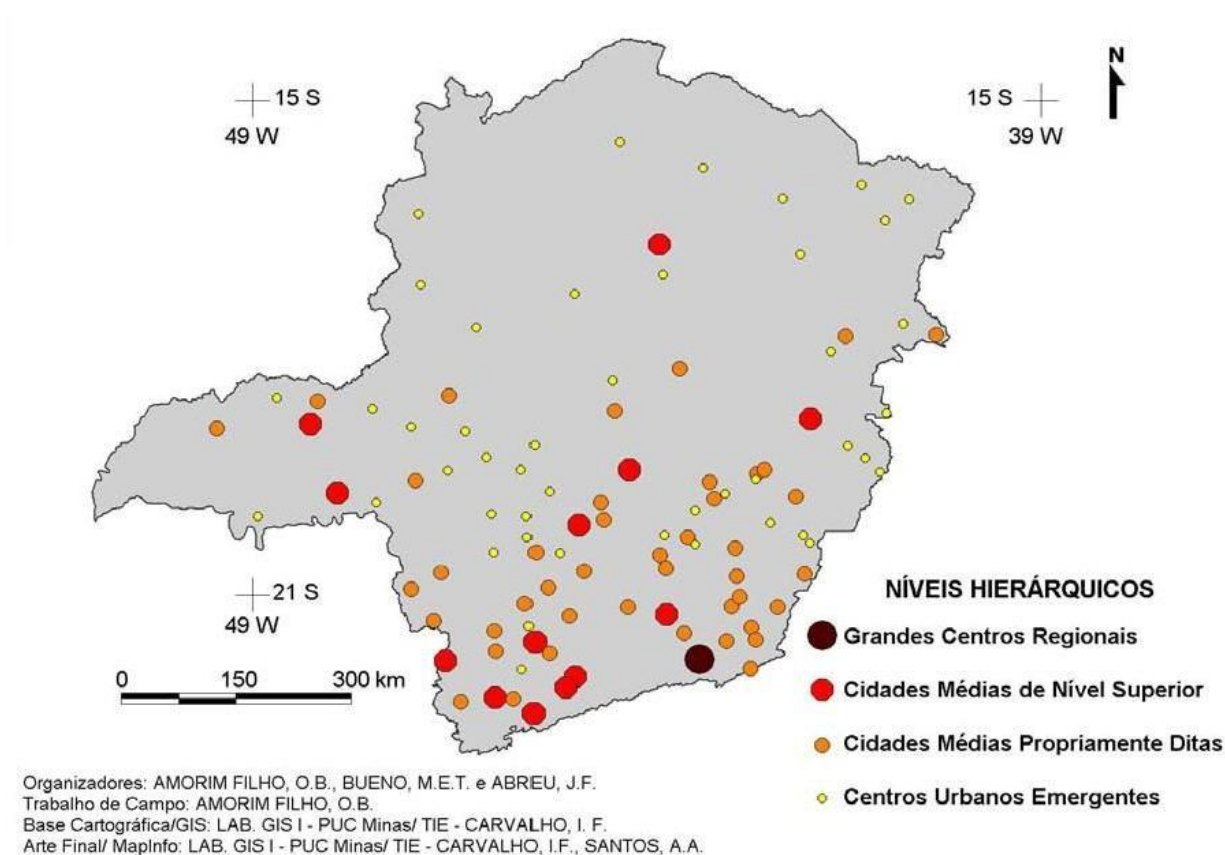 N
15 S
49 W
15 S
39 W
21 S
49 W
0 150 300 km
NÍVEIS HIERÁRQUICOS
Grandes Centros Regionais
Cidades Médias de Nível Superior
Cidades Médias Propriamente Ditas
Centros Urbanos Emergentes
Organizadores: AMORIM FILHO, O.B., BUENO, M.E.T. e ABREU, J.F.
Trabalho de Campo: AMORIM FILHO, O.B.
Base Cartográfica/GIS: LAB. GIS I - PUC Minas/ TIE - CARVALHO, I. F.
Arte Final/ MapInfo: LAB. GIS I - PUC Minas/ TIE - CARVALHO, I.F., SANTOS, A.A.